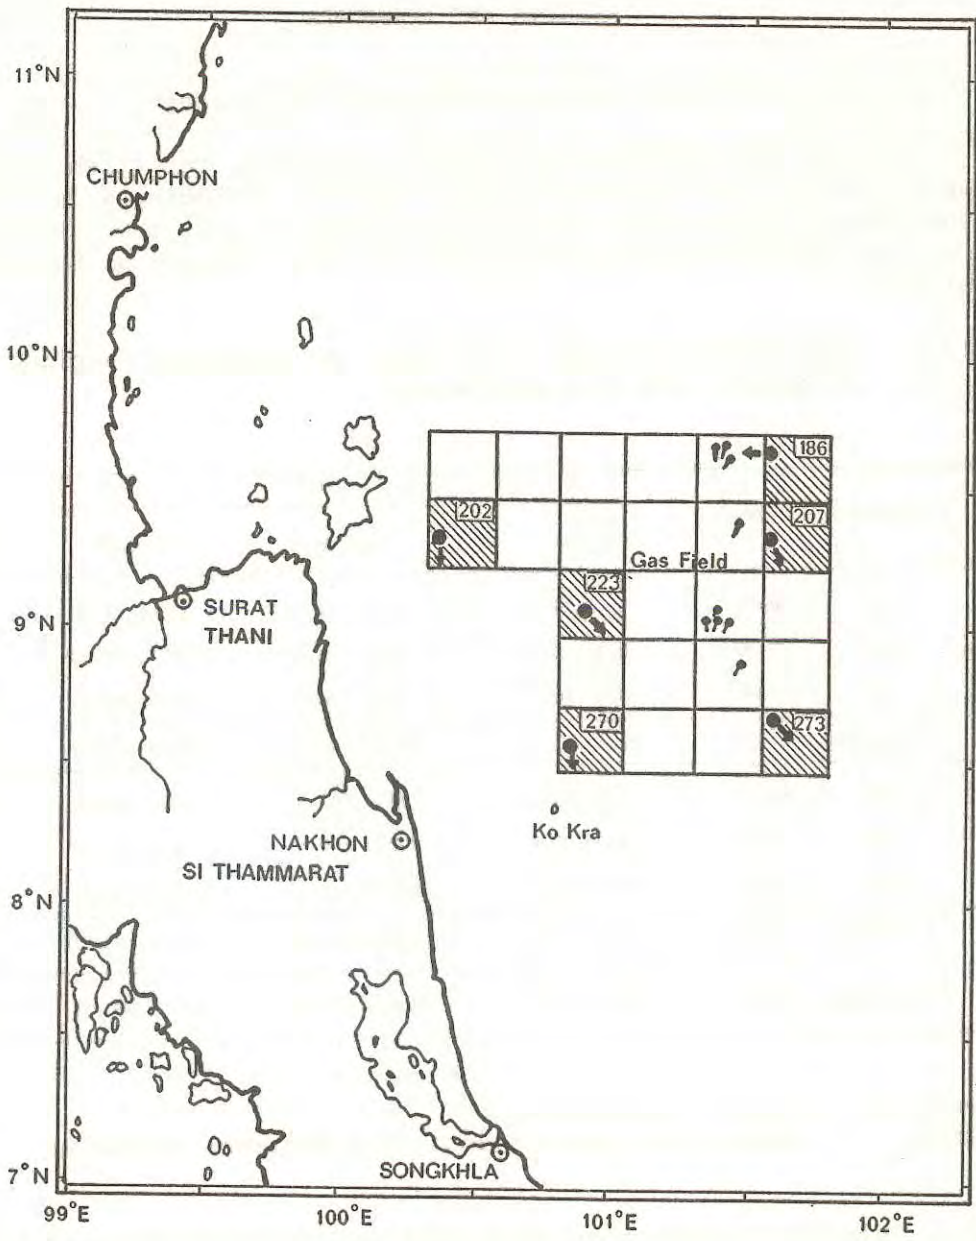 11°N
CHUMPHON
10°N
186
202
207
Gas Field
223
9°N
SURAT
THANI
270
273
Ko Kra
NAKHON
SI THAMMARAT
8°N
7°N
SONGKHLA
99°E
100°E
101°E
102°E